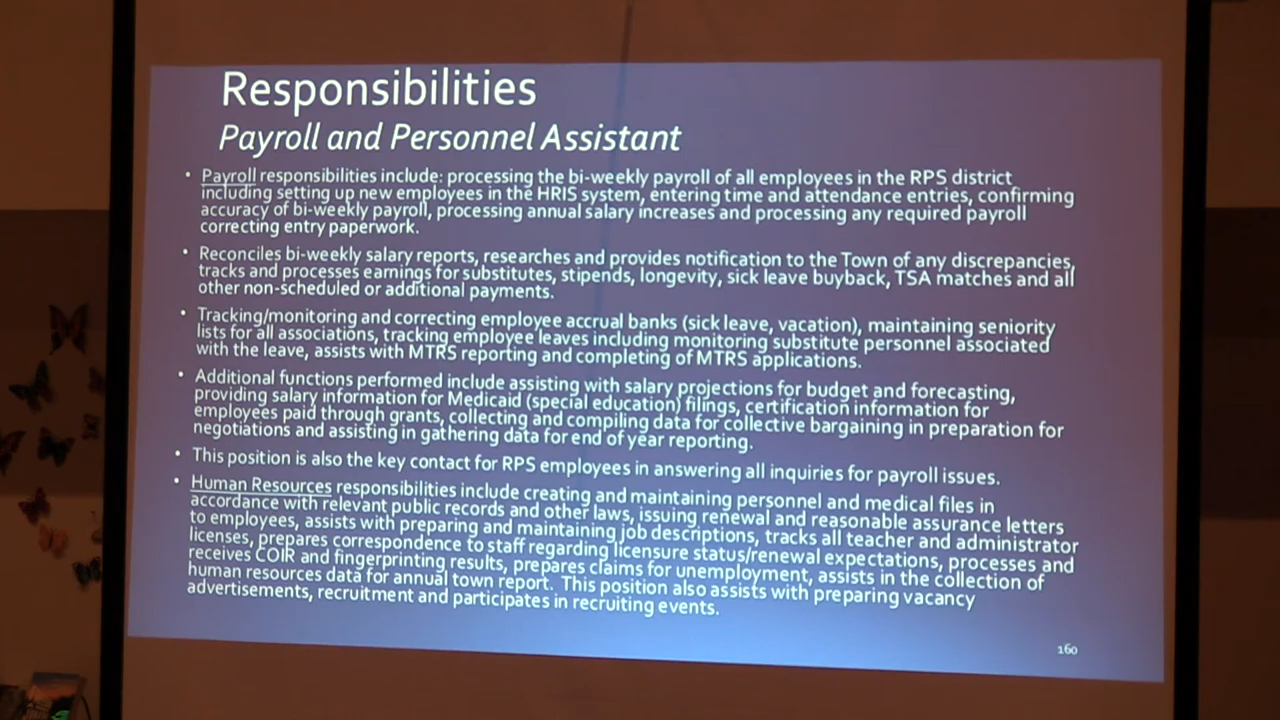 Responsibilities
Payroll and Personnel Assistant
• Payroll responsibilities include: processing the bi-weekly payroll of all employees in the RPS district
including setting up new employees in the HRIS system, entering time and attendance entries, confirming
accuracy of bi-weekly payroll, processing annual salary increases and processing any required payroll
correcting entry paperwork.
• Reconciles bi-weekly salary reports, researches and provides notification to the Town of any discrepancies,
tracks and processes earnings for substitutes, stipends, longevity, sick leave buyback, TSA matches and all
other non-scheduled or additional payments.
• Tracking/monitoring and correcting employee accrual banks (sick leave, vacation), maintaining seniority
lists for all associations, tracking employee leaves including monitoring substitute personnel associated
with the leave, assists with MTRS reporting and completing of MTRS applications.
• Additional functions performed include assisting with salary projections for budget and forecasting,
providing salary information for Medicaid (special education) filings, certification information for
employees paid through grants, collecting and compiling data for collective bargaining in preparation for
negotiations and assisting in gathering data for end of year reporting.
• This position is also the key contact for RPS employees in answering all inquiries for payroll issues.
• Human Resources responsibilities include creating and maintaining personnel and medical files in
accordance with relevant public records and other laws, issuing renewal and reasonable assurance letters
to employees, assists with preparing and maintaining job descriptions, tracks all teacher and administrator
licenses, prepares correspondence to staff regarding licensure status/renewal expectations, processes and
receives COIR and fingerprinting results, prepares claims for unemployment, assists in the collection of
human resources data for annual town report. This position also assists with preparing vacancy
advertisements, recruitment and participates in recruiting events.
160